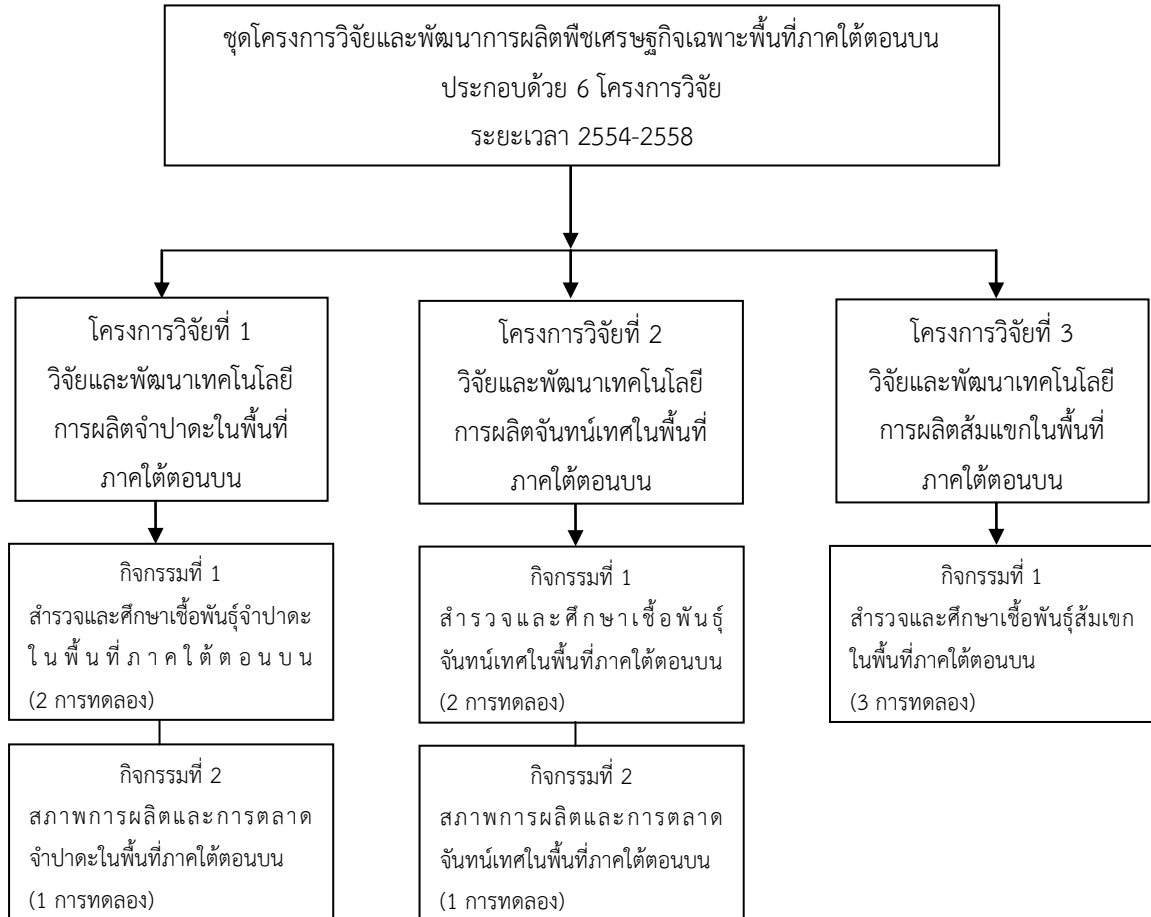 ชุดโครงการวิจัยและพัฒนาการผลิตพืชเศรษฐกิจเฉพาะพื้นที่ภาคใต้ตอนบน
ประกอบด้วย 6 โครงการวิจัย
ระยะเวลา 2554-2558
โครงการวิจัยที่ 1
วิจัยและพัฒนาเทคโนโลยี
การผลิตจำปาดะในพื้นที่
ภาคใต้ตอนบน
โครงการวิจัยที่ 2
วิจัยและพัฒนาเทคโนโลยี
การผลิตจันทน์เทศในพื้นที่
ภาคใต้ตอนบน
โครงการวิจัยที่ 3
วิจัยและพัฒนาเทคโนโลยี
การผลิตส้มแขกในพื้นที่
ภาคใต้ตอนบน
กิจกรรมที่ 1
สำรวจและศึกษาเชื้อพันธุ์จำปาดะ
ในพื้นที่ภาคใต้ตอนบน
(2 การทดลอง)
กิจกรรมที่ 1
สำรวจและศึกษาเชื้อพันธุ์
จันทน์เทศในพื้นที่ภาคใต้ตอนบน
(2 การทดลอง)
กิจกรรมที่ 1
สำรวจและศึกษาเชื้อพันธุ์ส้มเขก
ในพื้นที่ภาคใต้ตอนบน
(3 การทดลอง)
กิจกรรมที่ 2
สภาพการผลิตและการตลาด
จำปาดะในพื้นที่ภาคใต้ตอนบน
(1 การทดลอง)
กิจกรรมที่ 2
สภาพการผลิตและการตลาด
จันทน์เทศในพื้นที่ภาคใต้ตอนบน
(1 การทดลอง)